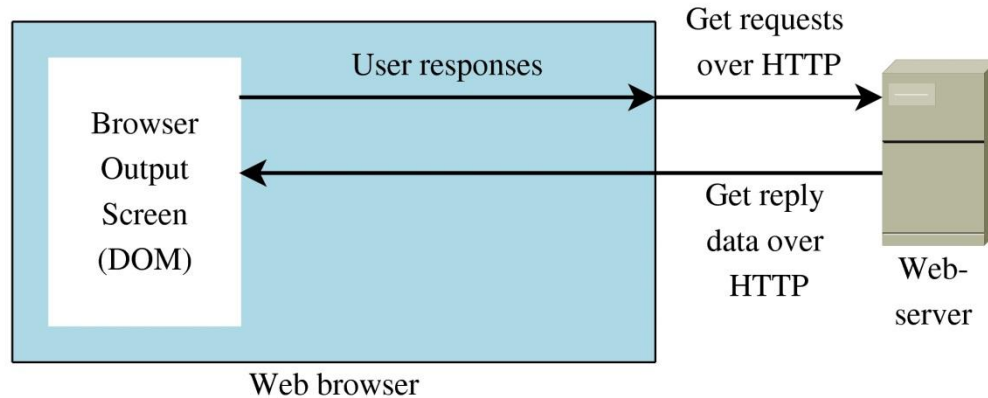 Browser
Output
Screen
(DOM)
User responses
Get requests
over HTTP
Get reply
data over
HTTP
Web-
server
Web browser